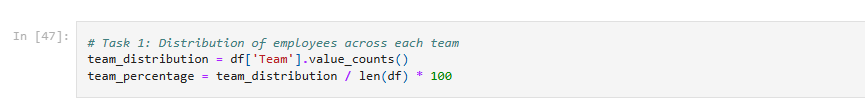 In [47]:
# Task 1: Distribution of employees across each team
team_distribution = df['Team'].value_counts()
team_percentage = team_distribution / len(df) * 100